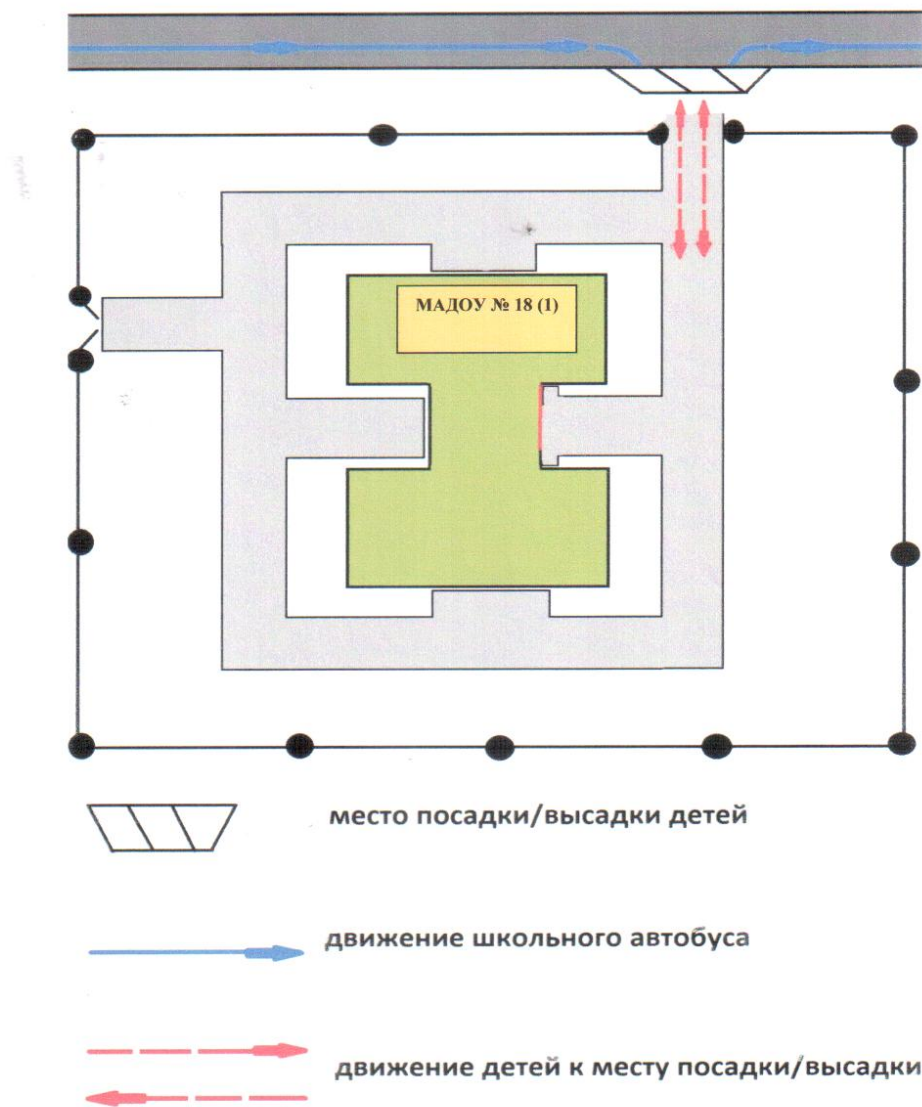 МАДОУ № 18 (1)
место посадки/высадки детей
движение школьного автобуса
движение детей к месту посадки/высадки